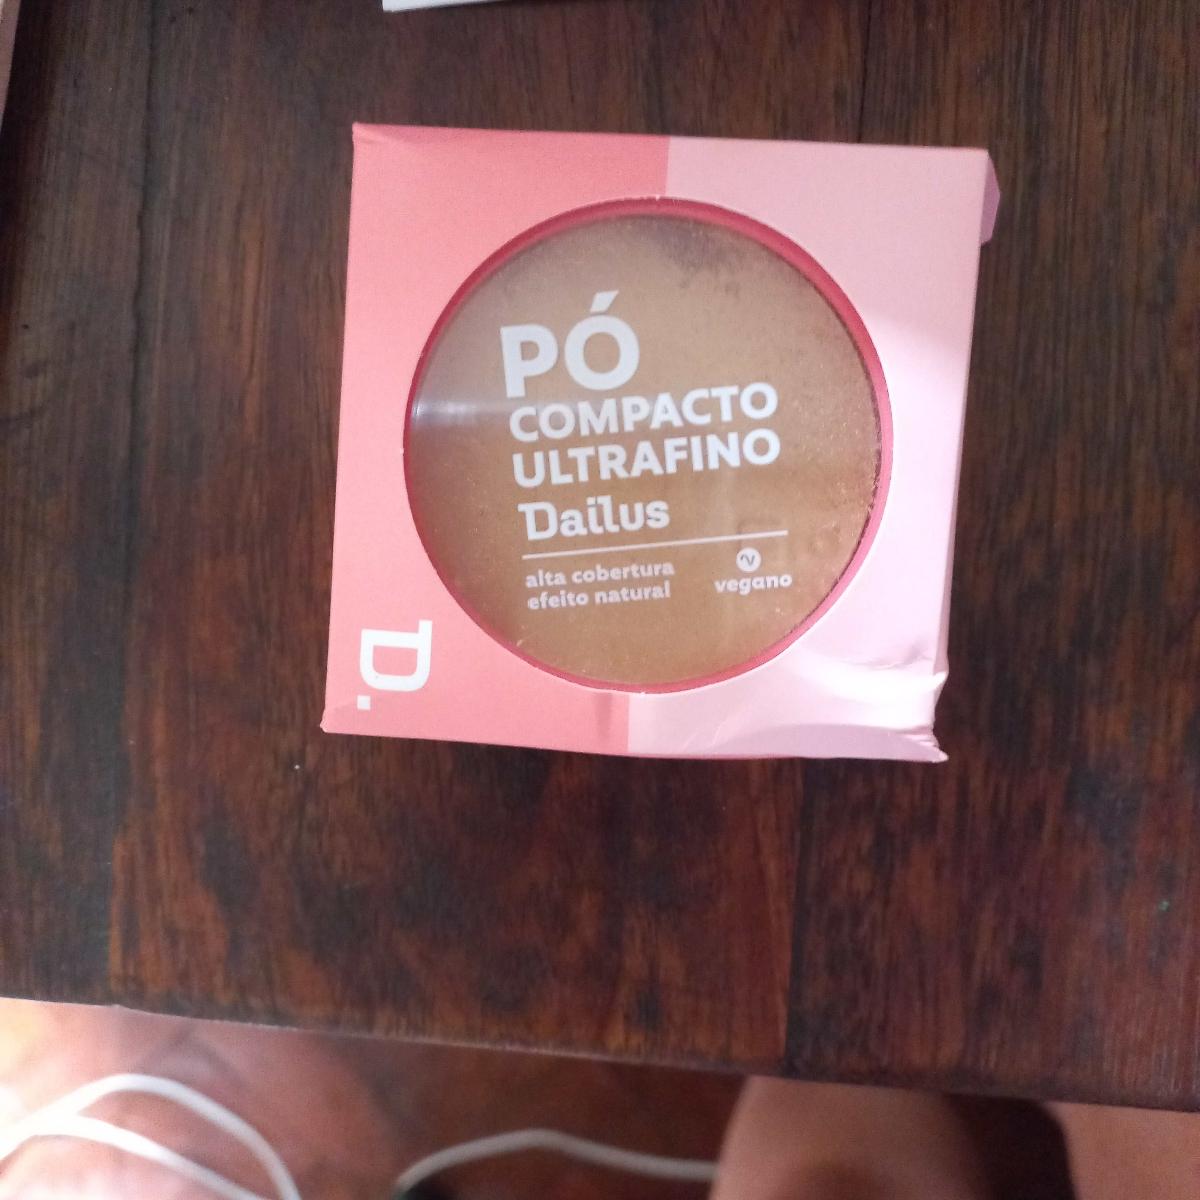 PÓ
COMPACTO
ULTRAFINO
Dailus
alta cobertura
efeito natural
vegano
D.